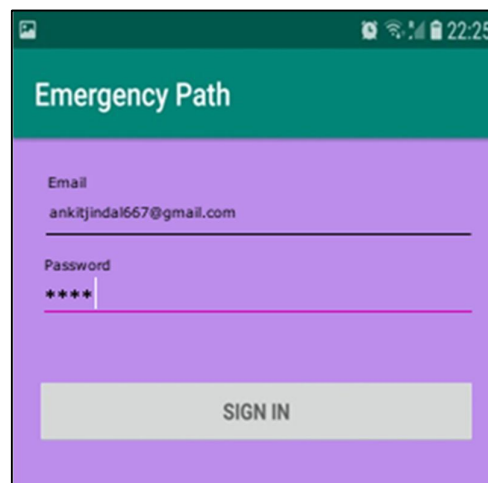 22:25
Emergency Path
Email
ankitjindal667@gmail.com
Password
****
SIGN IN